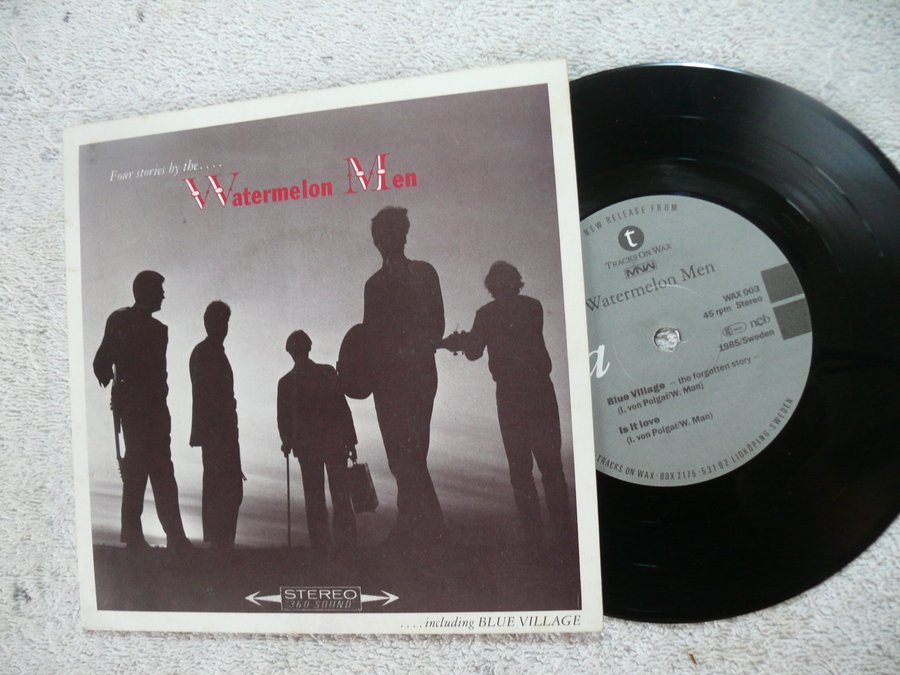 Four stories by the....
Watermelon Men
STEREO
360 SOUND
....including BLUE VILLAGE
NEW RELEASE FROM
t
TRACKS ON WAX
MNW
Watermelon Men
WAX 003
45 rpm Stereo
ncb
1985/Sweden
a
Blue Village – the forgotten story –
(I. von Polgar/W. Man)
Is it love
(I. von Polgar/W. Man)
TRACKS ON WAX · BOX 2175 · 531 02 LIDKÖPING SWEDEN